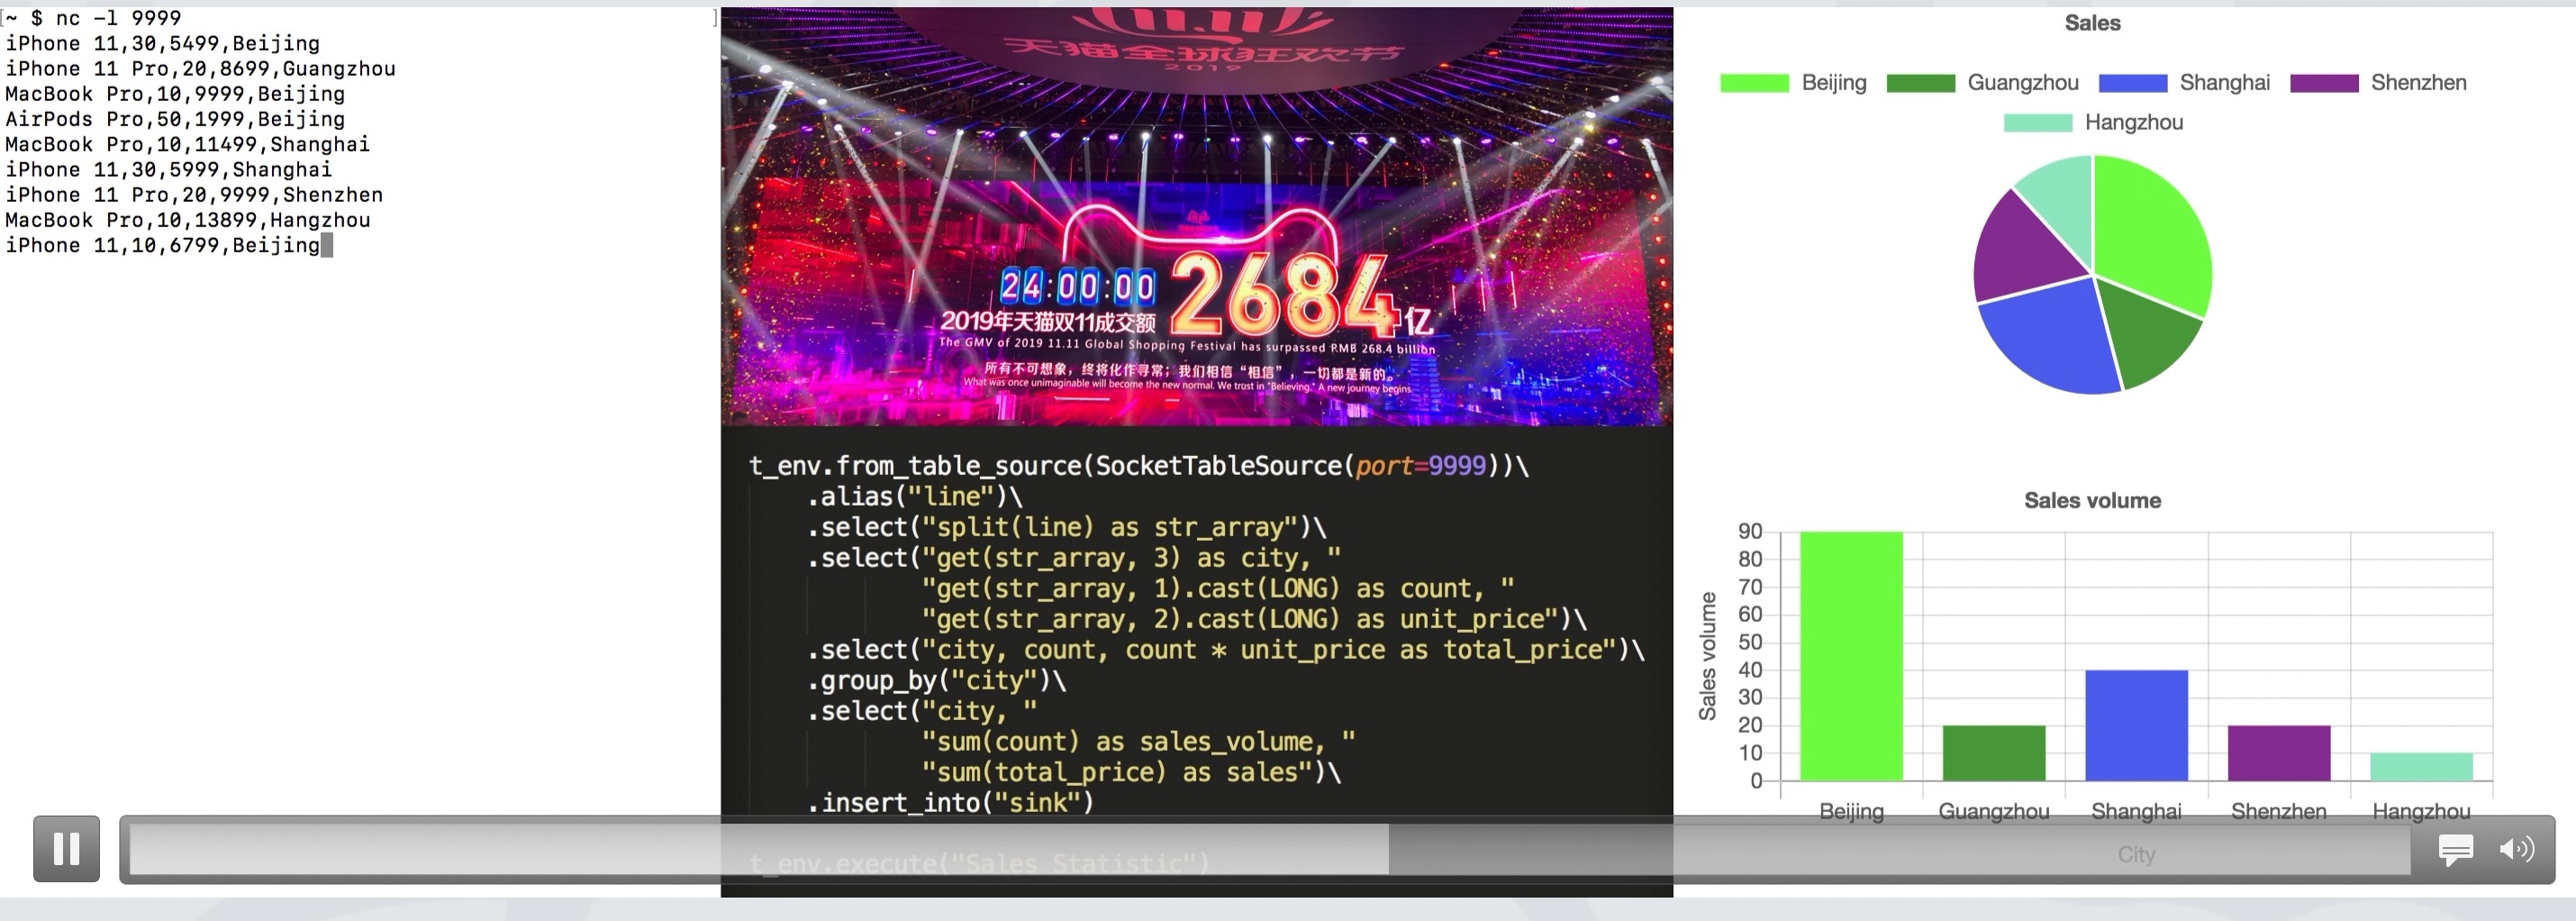 ~ $ nc -l 9999
iPhone 11,30,5499,Beijing
iPhone 11 Pro,20,8699,Guangzhou
MacBook Pro,10,9999,Beijing
AirPods Pro,50,1999,Beijing
MacBook Pro,10,11499,Shanghai
iPhone 11,30,5999,Shanghai
iPhone 11 Pro,20,9999,Shenzhen
MacBook Pro,10,13899,Hangzhou
iPhone 11,10,6799,Beijing
11.11
天猫全球狂欢节
2019
24:00:00
2684亿
2019年天猫双11成交额
The GMV of 2019 11.11 Global Shopping Festival has surpassed RMB 268.4 billion
所有不可想象，终将化作寻常；我们相信“相信”，一切都是新的。
What was once unimaginable will become the new normal. We trust in "Believing." A new journey begins
t_env.from_table_source(SocketTableSource(port=9999))\
.alias("line")\
.select("split(line) as str_array")\
.select("get(str_array, 3) as city, "
"get(str_array, 1).cast(LONG) as count, "
"get(str_array, 2).cast(LONG) as unit_price")\
.select("city, count, count * unit_price as total_price")\
.group_by("city")\
.select("city, "
"sum(count) as sales_volume, "
"sum(total_price) as sales")\
.insert_into("sink")
t_env.execute("Sales Statistic")
Sales
Beijing Guangzhou Shanghai Shenzhen
Hangzhou
Sales volume
Sales volume
90
80
70
60
50
40
30
20
10
0
Beijing Guangzhou Shanghai Shenzhen Hangzhou
City